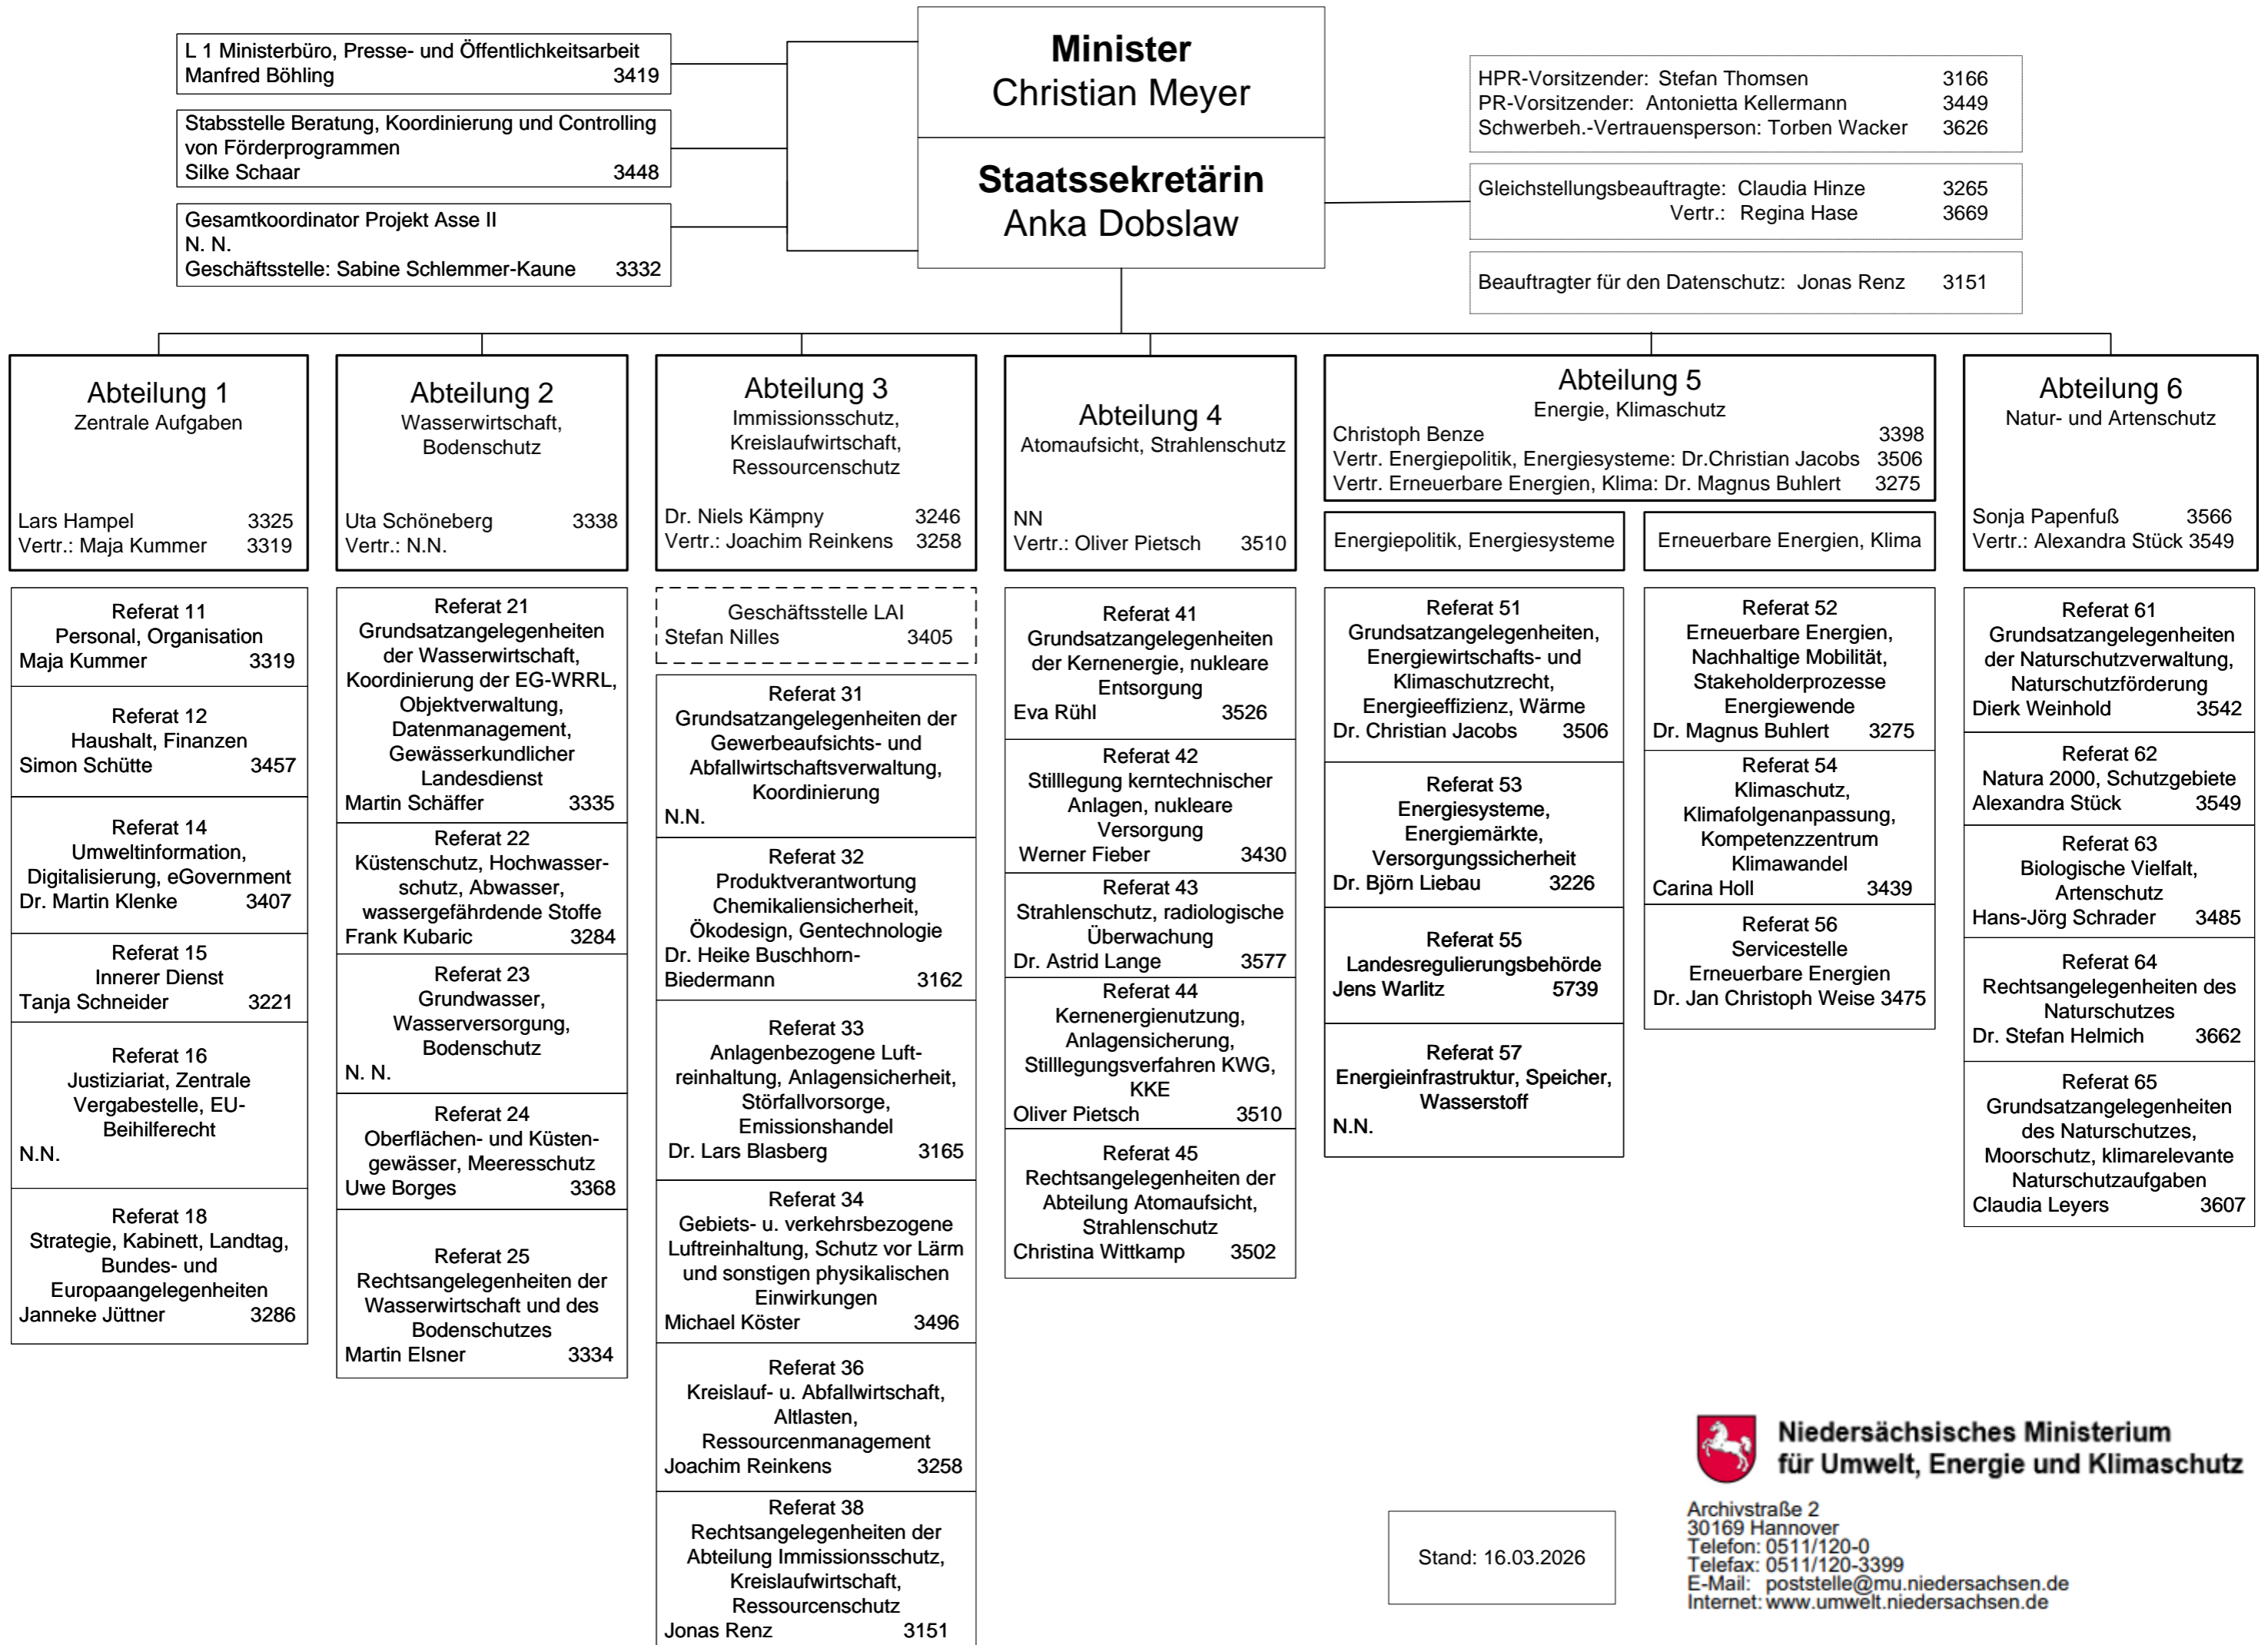 L 1 Ministerbüro, Presse- und Öffentlichkeitsarbeit
Manfred Böhling 3419
Stabsstelle Beratung, Koordinierung und Controlling
von Förderprogrammen
Silke Schaar 3448
Gesamtkoordinator Projekt Asse II
N. N.
Geschäftsstelle: Sabine Schlemmer-Kaune 3332
Minister
Christian Meyer
Staatssekretärin
Anka Dobslaw
HPR-Vorsitzender: Stefan Thomsen 3166
PR-Vorsitzender: Antonietta Kellermann 3449
Schwerbeh.-Vertrauensperson: Torben Wacker 3626
Gleichstellungsbeauftragte: Claudia Hinze 3265
Vertr.: Regina Hase 3669
Beauftragter für den Datenschutz: Jonas Renz 3151
Abteilung 1
Zentrale Aufgaben
Lars Hampel 3325
Vertr.: Maja Kummer 3319
Referat 11
Personal, Organisation
Maja Kummer 3319
Referat 12
Haushalt, Finanzen
Simon Schütte 3457
Referat 14
Umweltinformation,
Digitalisierung, eGovernment
Dr. Martin Klenke 3407
Referat 15
Innerer Dienst
Tanja Schneider 3221
Referat 16
Justiziariat, Zentrale
Vergabestelle, EU-
Beihilferecht
N.N.
Referat 18
Strategie, Kabinett, Landtag,
Bundes- und
Europaangelegenheiten
Janneke Jüttner 3286
Abteilung 2
Wasserwirtschaft,
Bodenschutz
Uta Schöneberg 3338
Vertr.: N.N.
Referat 21
Grundsatzangelegenheiten
der Wasserwirtschaft,
Koordinierung der EG-WRRL,
Objektverwaltung,
Datenmanagement,
Gewässerkundlicher
Landesdienst
Martin Schäffer 3335
Referat 22
Küstenschutz, Hochwasser-
schutz, Abwasser,
wassergefährdende Stoffe
Frank Kubaric 3284
Referat 23
Grundwasser,
Wasserversorgung,
Bodenschutz
N. N.
Referat 24
Oberflächen- und Küsten-
gewässer, Meeresschutz
Uwe Borges 3368
Referat 25
Rechtsangelegenheiten der
Wasserwirtschaft und des
Bodenschutzes
Martin Elsner 3334
Abteilung 3
Immissionsschutz,
Kreislaufwirtschaft,
Ressourcenschutz
Dr. Niels Kämpny 3246
Vertr.: Joachim Reinkens 3258
Geschäftsstelle LAI
Stefan Nilles 3405
Referat 31
Grundsatzangelegenheiten der
Gewerbeaufsichts- und
Abfallwirtschaftsverwaltung,
Koordinierung
N.N.
Referat 32
Produktverantwortung
Chemikaliensicherheit,
Ökodesign, Gentechnologie
Dr. Heike Buschhorn-
Biedermann 3162
Referat 33
Anlagenbezogene Luft-
reinhaltung, Anlagensicherheit,
Störfallvorsorge,
Emissionshandel
Dr. Lars Blasberg 3165
Referat 34
Gebiets- u. verkehrsbezogene
Luftreinhaltung, Schutz vor Lärm
und sonstigen physikalischen
Einwirkungen
Michael Köster 3496
Referat 36
Kreislauf- u. Abfallwirtschaft,
Altlasten,
Ressourcenmanagement
Joachim Reinkens 3258
Referat 38
Rechtsangelegenheiten der
Abteilung Immissionsschutz,
Kreislaufwirtschaft,
Ressourcenschutz
Jonas Renz 3151
Abteilung 4
Atomaufsicht, Strahlenschutz
NN
Vertr.: Oliver Pietsch 3510
Referat 41
Grundsatzangelegenheiten
der Kernenergie, nukleare
Entsorgung
Eva Rühl 3526
Referat 42
Stilllegung kerntechnischer
Anlagen, nukleare
Versorgung
Werner Fieber 3430
Referat 43
Strahlenschutz, radiologische
Überwachung
Dr. Astrid Lange 3577
Referat 44
Kernenergienutzung,
Anlagensicherung,
Stilllegungsverfahren KWG,
KKE
Oliver Pietsch 3510
Referat 45
Rechtsangelegenheiten der
Abteilung Atomaufsicht,
Strahlenschutz
Christina Wittkamp 3502
Abteilung 5
Energie, Klimaschutz
Christoph Benze 3398
Vertr. Energiepolitik, Energiesysteme: Dr.Christian Jacobs 3506
Vertr. Erneuerbare Energien, Klima: Dr. Magnus Buhlert 3275
Energiepolitik, Energiesysteme
Referat 51
Grundsatzangelegenheiten,
Energiewirtschafts- und
Klimaschutzrecht,
Energieeffizienz, Wärme
Dr. Christian Jacobs 3506
Referat 53
Energiesysteme,
Energiemärkte,
Versorgungssicherheit
Dr. Björn Liebau 3226
Referat 55
Landesregulierungsbehörde
Jens Warlitz 5739
Referat 57
Energieinfrastruktur, Speicher,
Wasserstoff
N.N.
Erneuerbare Energien, Klima
Referat 52
Erneuerbare Energien,
Nachhaltige Mobilität,
Stakeholderprozesse
Energiewende
Dr. Magnus Buhlert 3275
Referat 54
Klimaschutz,
Klimafolgenanpassung,
Kompetenzzentrum
Klimawandel
Carina Holl 3439
Referat 56
Servicestelle
Erneuerbare Energien
Dr. Jan Christoph Weise 3475
Abteilung 6
Natur- und Artenschutz
Sonja Papenfuß 3566
Vertr.: Alexandra Stück 3549
Referat 61
Grundsatzangelegenheiten
der Naturschutzverwaltung,
Naturschutzförderung
Dierk Weinhold 3542
Referat 62
Natura 2000, Schutzgebiete
Alexandra Stück 3549
Referat 63
Biologische Vielfalt,
Artenschutz
Hans-Jörg Schrader 3485
Referat 64
Rechtsangelegenheiten des
Naturschutzes
Dr. Stefan Helmich 3662
Referat 65
Grundsatzangelegenheiten
des Naturschutzes,
Moorschutz, klimarelevante
Naturschutzaufgaben
Claudia Leyers 3607
Stand: 16.03.2026
Niedersächsisches Ministerium
für Umwelt, Energie und Klimaschutz
Archivstraße 2
30169 Hannover
Telefon: 0511/120-0
Telefax: 0511/120-3399
E-Mail: poststelle@mu.niedersachsen.de
Internet: www.umwelt.niedersachsen.de